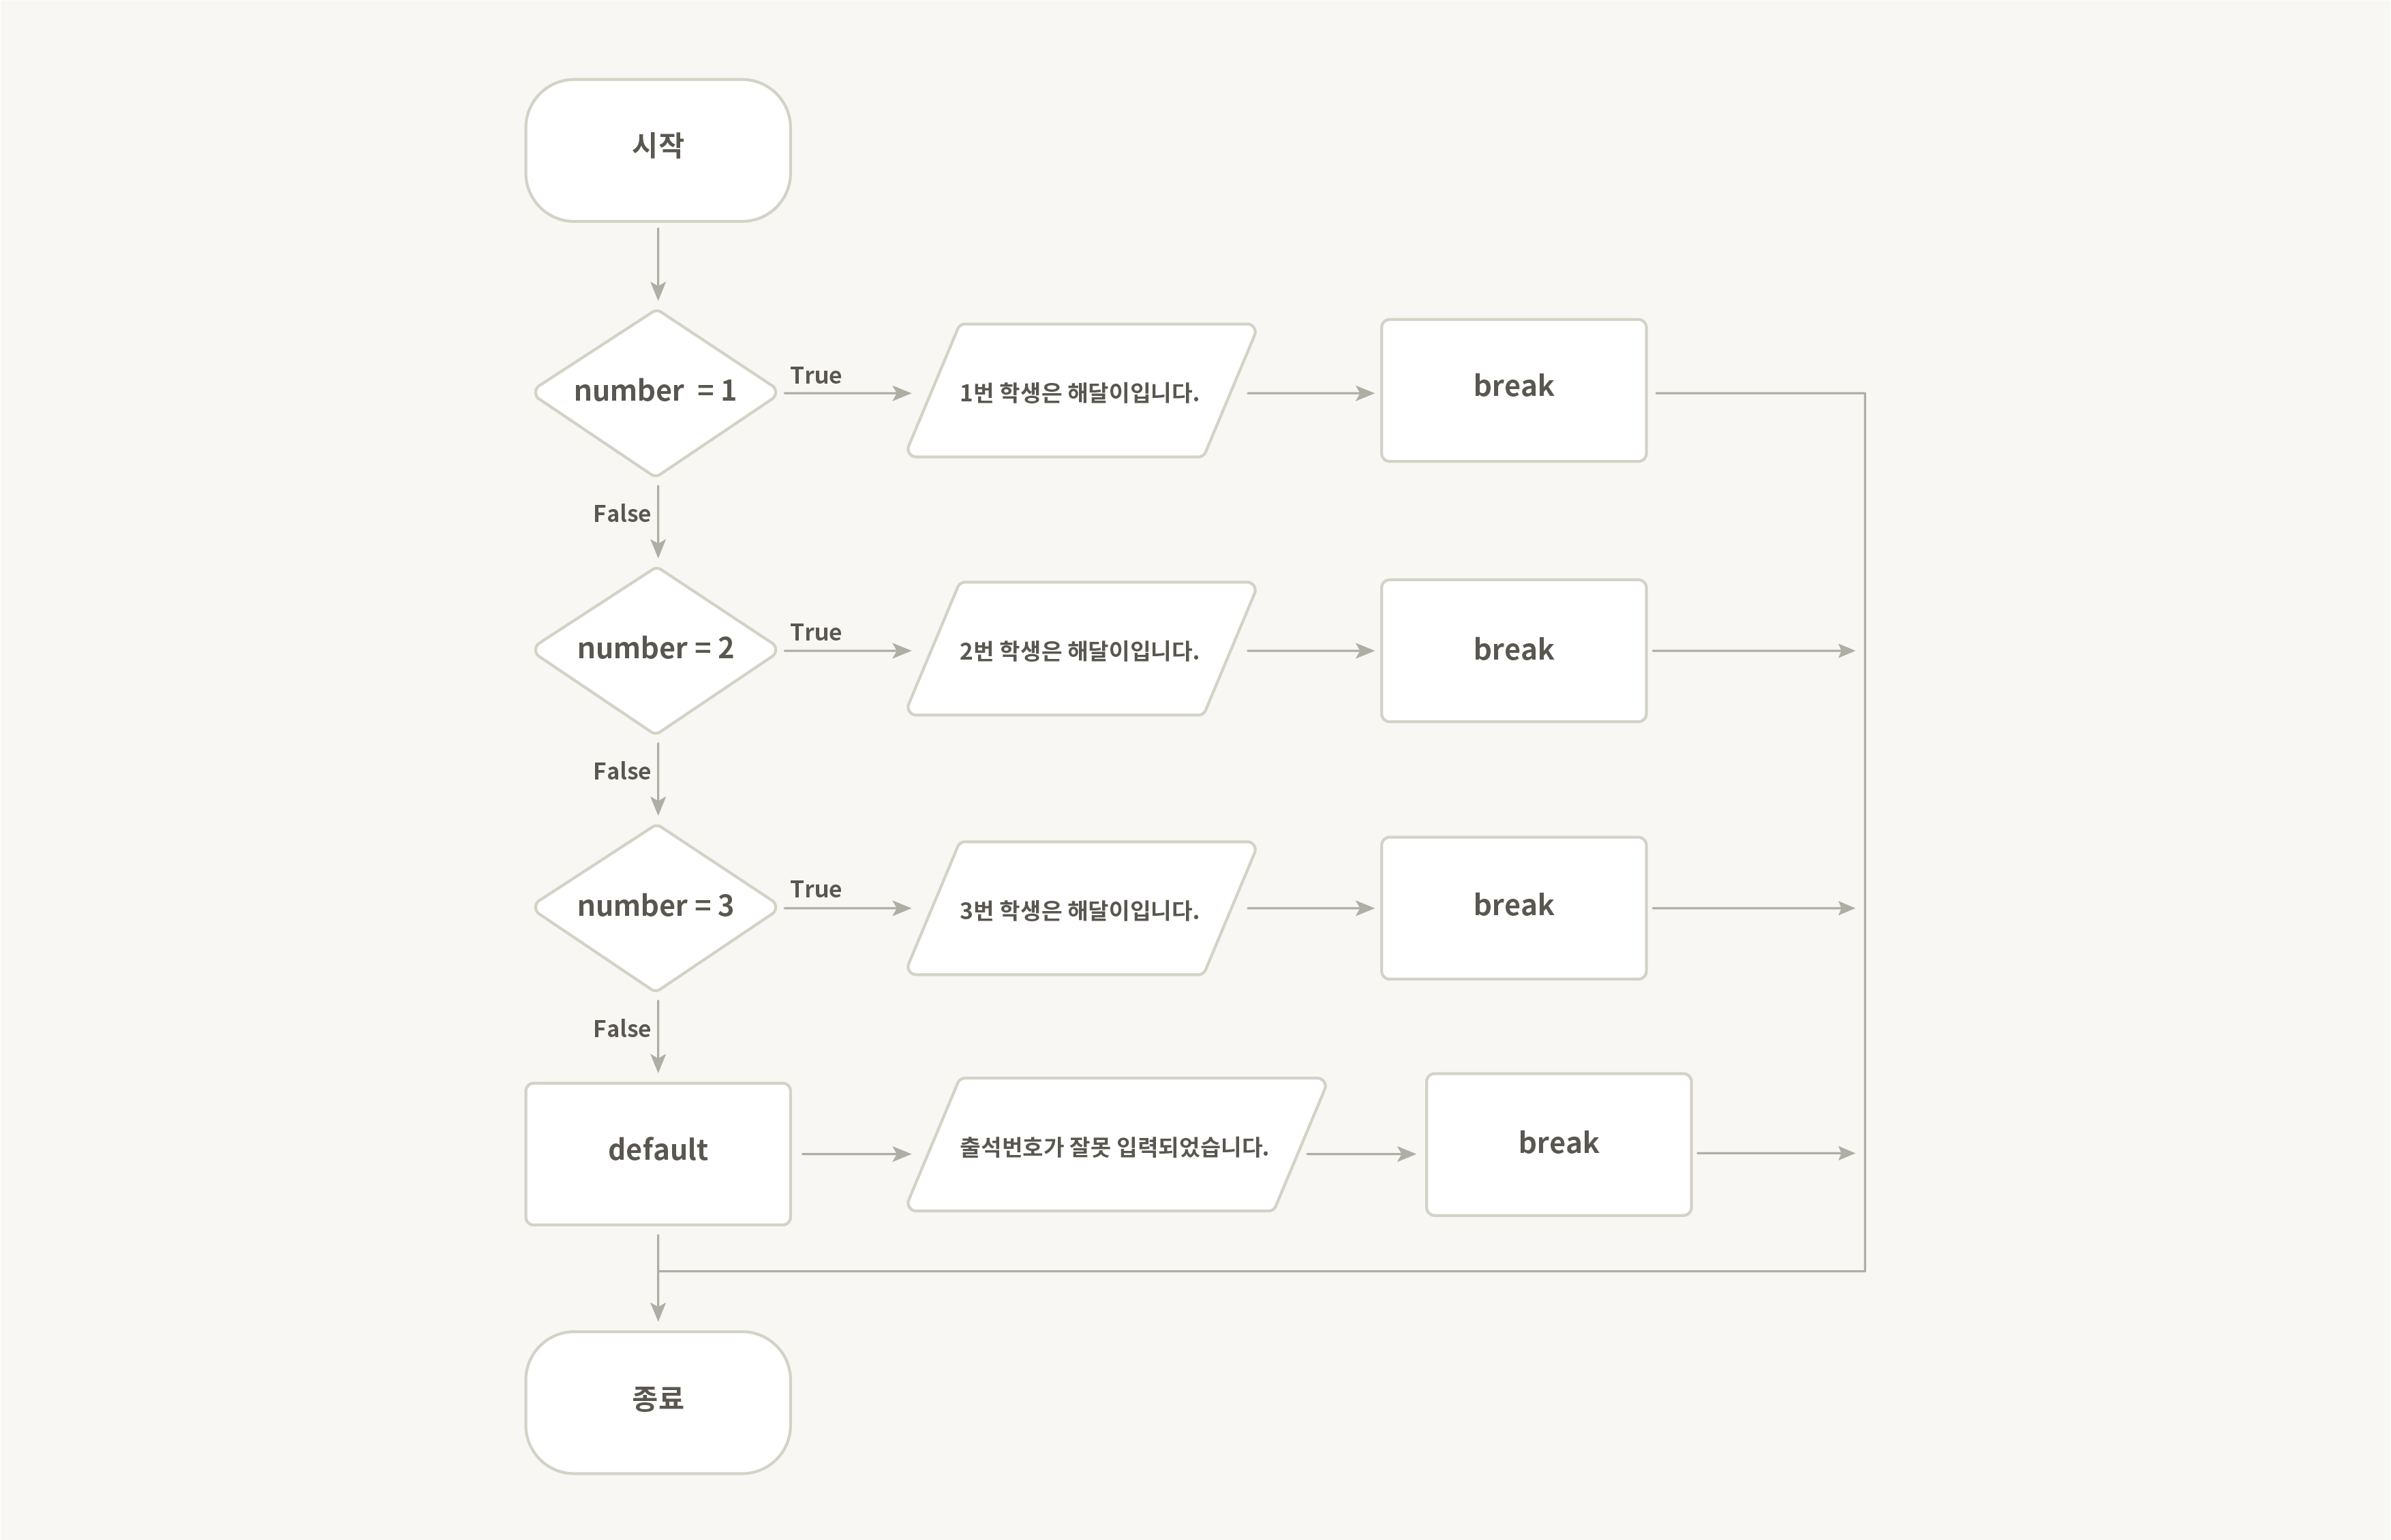 시작
number = 1
True
1번 학생은 해달이입니다.
break
False
number = 2
True
2번 학생은 해달이입니다.
break
False
number = 3
True
3번 학생은 해달이입니다.
break
False
default
출석번호가 잘못 입력되었습니다.
break
종료